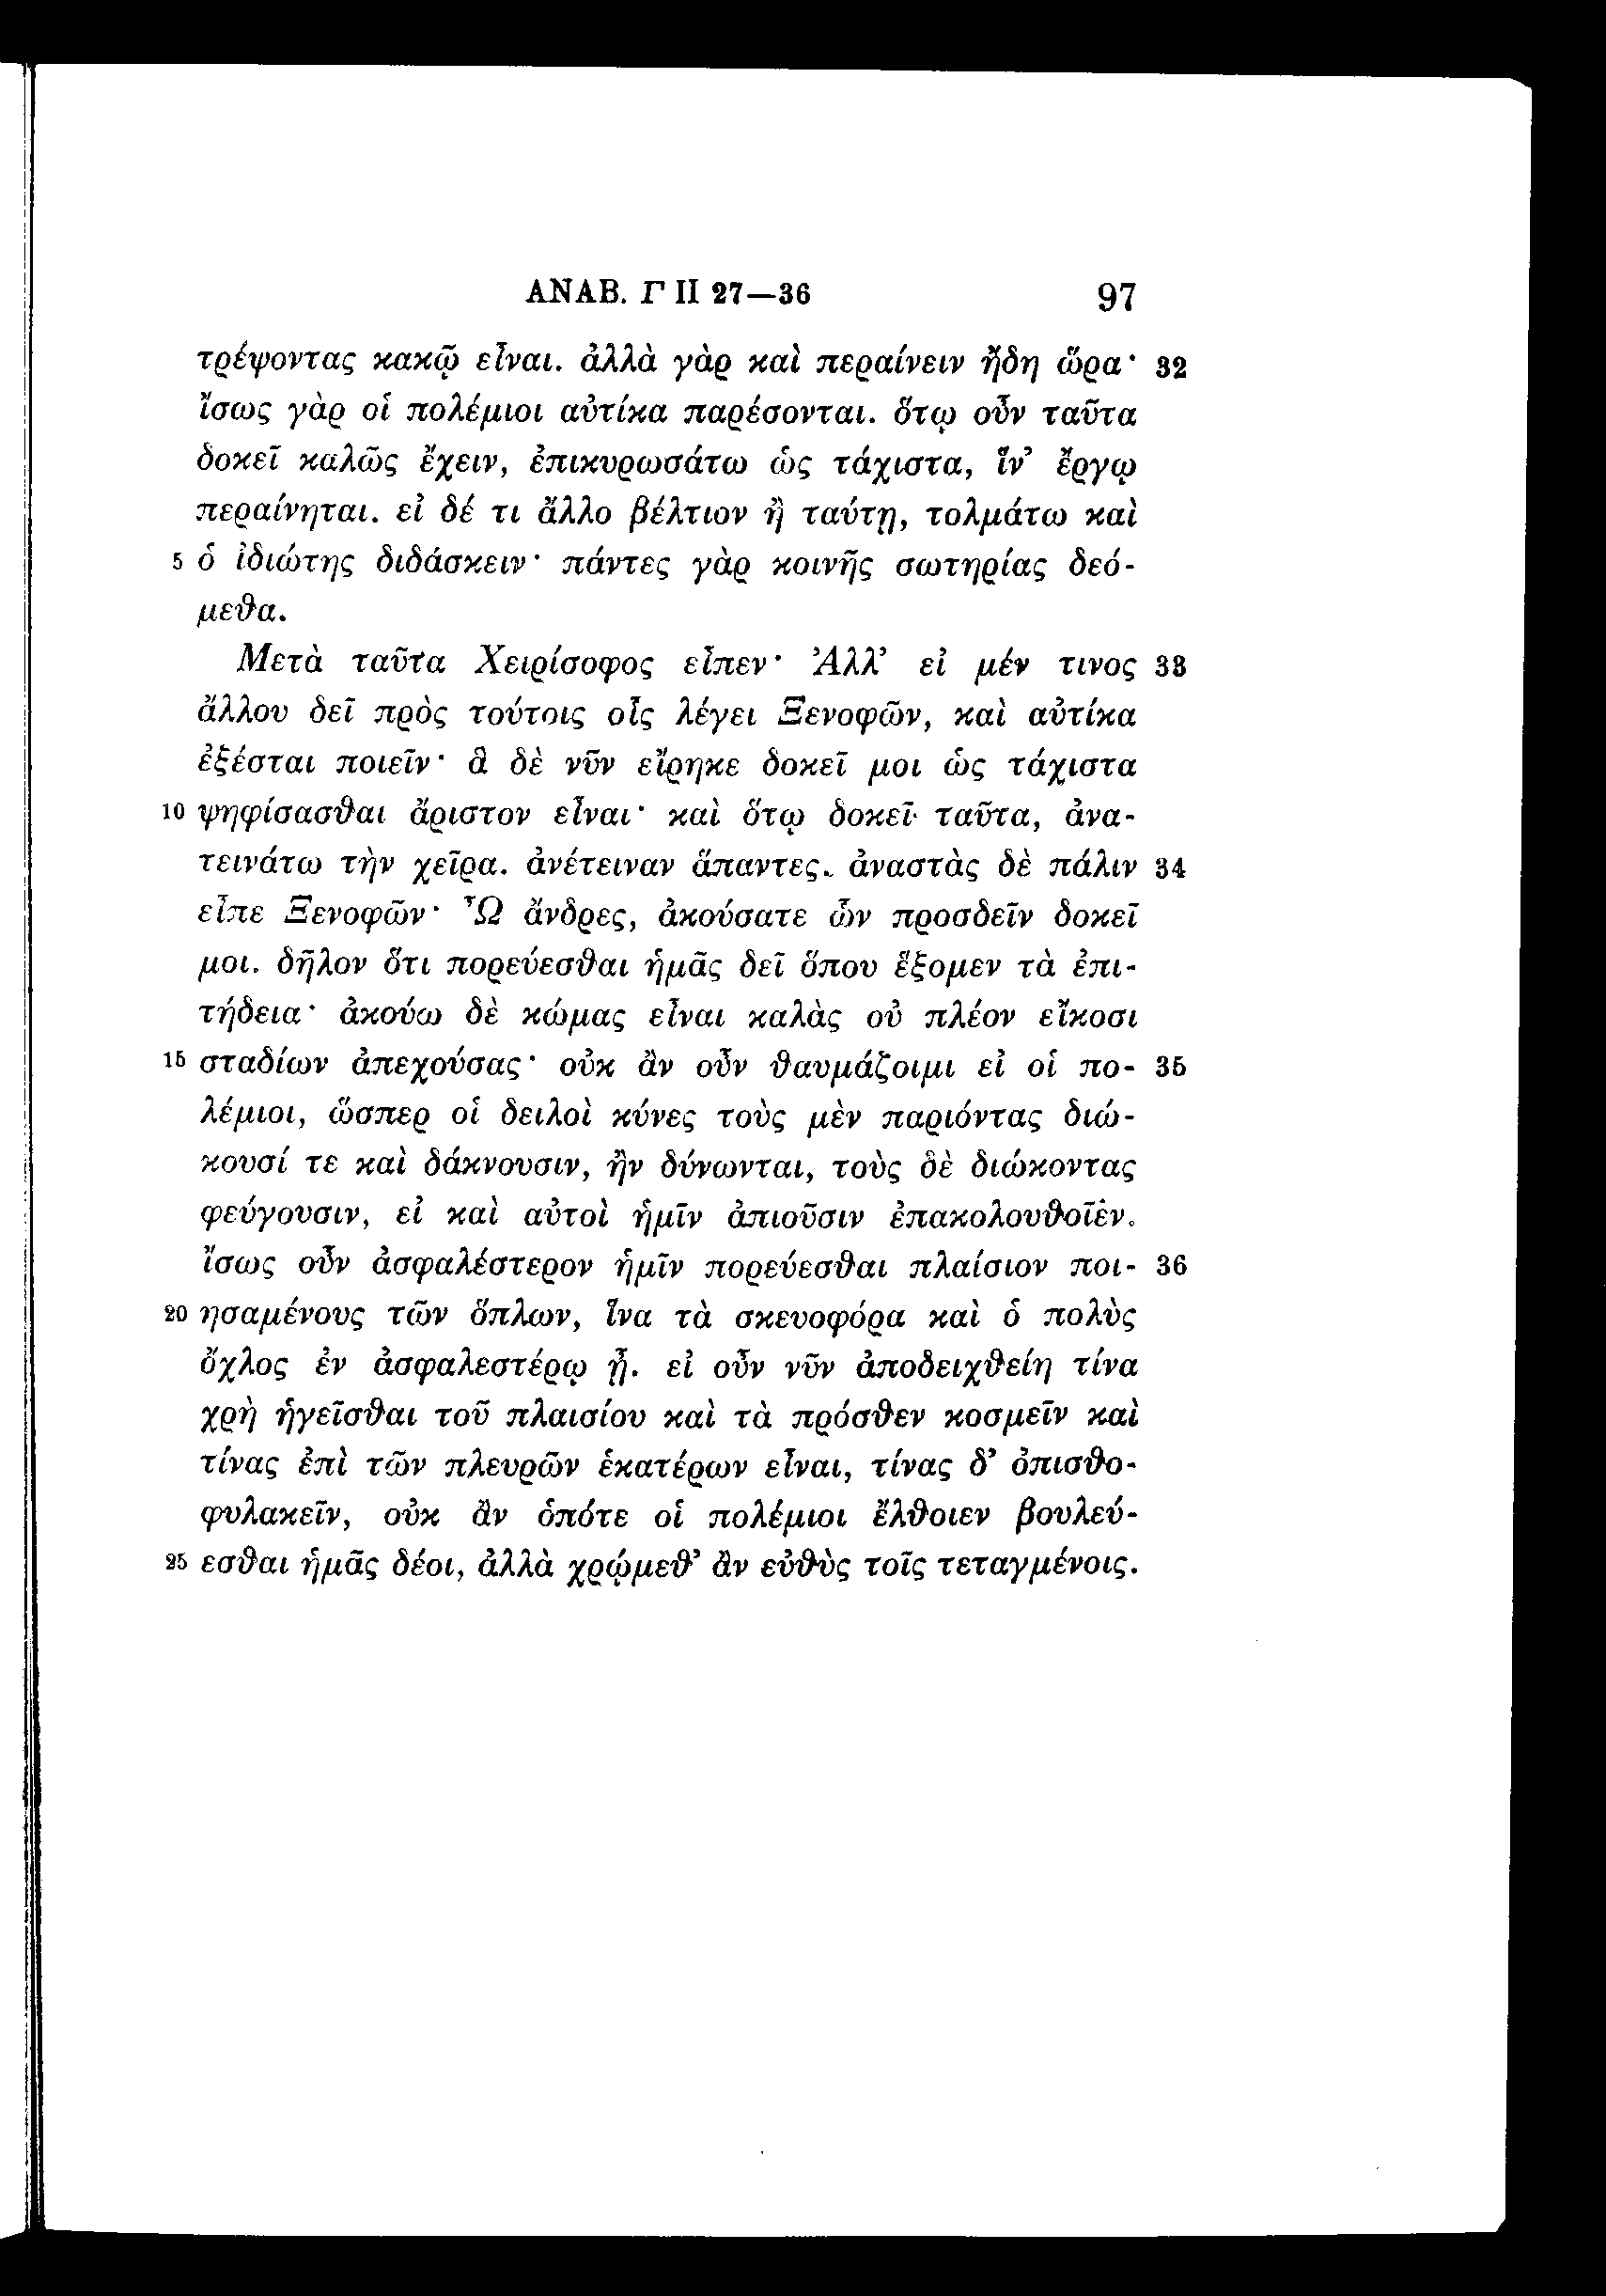 ΑΝΑΒ. Γ II 27—36 97
τρέψοντας κακῷ εἶναι. ἀλλὰ γὰρ καὶ περαίνειν ἤδη ὥρα· 32
ἴσως γὰρ οἱ πολέμιοι αὐτίκα παρέσονται. ὅτῳ οὖν ταῦτα
δοκεῖ καλῶς ἔχειν, ἐπικυρωσάτω ὡς τάχιστα, ἵν’ ἔργῳ
περαίνηται. εἰ δέ τι ἄλλο βέλτιον ἢ ταύτῃ, τολμάτω καὶ
5 ὁ ἰδιώτης διδάσκειν· πάντες γὰρ κοινῆς σωτηρίας δεό-
μεθα.
Μετὰ ταῦτα Χειρίσοφος εἶπεν· Ἀλλ’ εἰ μέν τινος 33
ἄλλου δεῖ πρὸς τούτοις οἷς λέγει Ξενοφῶν, καὶ αὐτίκα
ἐξέσται ποιεῖν· ἃ δὲ νῦν εἴρηκε δοκεῖ μοι ὡς τάχιστα
10 ψηφίσασθαι ἄριστον εἶναι· καὶ ὅτῳ δοκεῖ ταῦτα, ἀνα-
τεινάτω τὴν χεῖρα. ἀνέτειναν ἅπαντες. ἀναστὰς δὲ πάλιν 34
εἶπε Ξενοφῶν· Ὦ ἄνδρες, ἀκούσατε ὧν προσδεῖν δοκεῖ
μοι. δῆλον ὅτι πορεύεσθαι ἡμᾶς δεῖ ὅπου ἕξομεν τὰ ἐπι-
τήδεια· ἀκούω δὲ κώμας εἶναι καλὰς οὐ πλέον εἴκοσι
15 σταδίων ἀπεχούσας· οὐκ ἂν οὖν θαυμάζοιμι εἰ οἱ πο- 35
λέμιοι, ὥσπερ οἱ δειλοὶ κύνες τοὺς μὲν παριόντας διώ-
κουσί τε καὶ δάκνουσιν, ἢν δύνωνται, τοὺς δὲ διώκοντας
φεύγουσιν, εἰ καὶ αὐτοὶ ἡμῖν ἀπιοῦσιν ἐπακολουθοῖεν.
ἴσως οὖν ἀσφαλέστερον ἡμῖν πορεύεσθαι πλαίσιον ποι- 36
20 ησαμένους τῶν ὅπλων, ἵνα τὰ σκευοφόρα καὶ ὁ πολὺς
ὄχλος ἐν ἀσφαλεστέρῳ ᾖ. εἰ οὖν νῦν ἀποδειχθείη τίνα
χρὴ ἡγεῖσθαι τοῦ πλαισίου καὶ τὰ πρόσθεν κοσμεῖν καὶ
τίνας ἐπὶ τῶν πλευρῶν ἑκατέρων εἶναι, τίνας δ’ ὀπισθο-
φυλακεῖν, οὐκ ἂν ὁπότε οἱ πολέμιοι ἔλθοιεν βουλεύ-
25 εσθαι ἡμᾶς δέοι, ἀλλὰ χρῴμεθ’ ἂν εὐθὺς τοῖς τεταγμένοις.